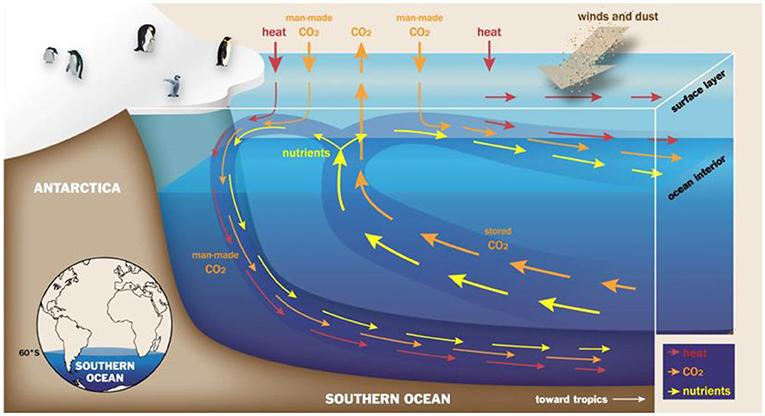 man-made
CO2
heat
CO2
man-made
CO2
heat
winds and dust
surface layer
ocean interior
nutrients
ANTARCTICA
stored
CO2
man-made
CO2
60°S
SOUTHERN
OCEAN
SOUTHERN OCEAN
toward tropics
heat
CO2
nutrients